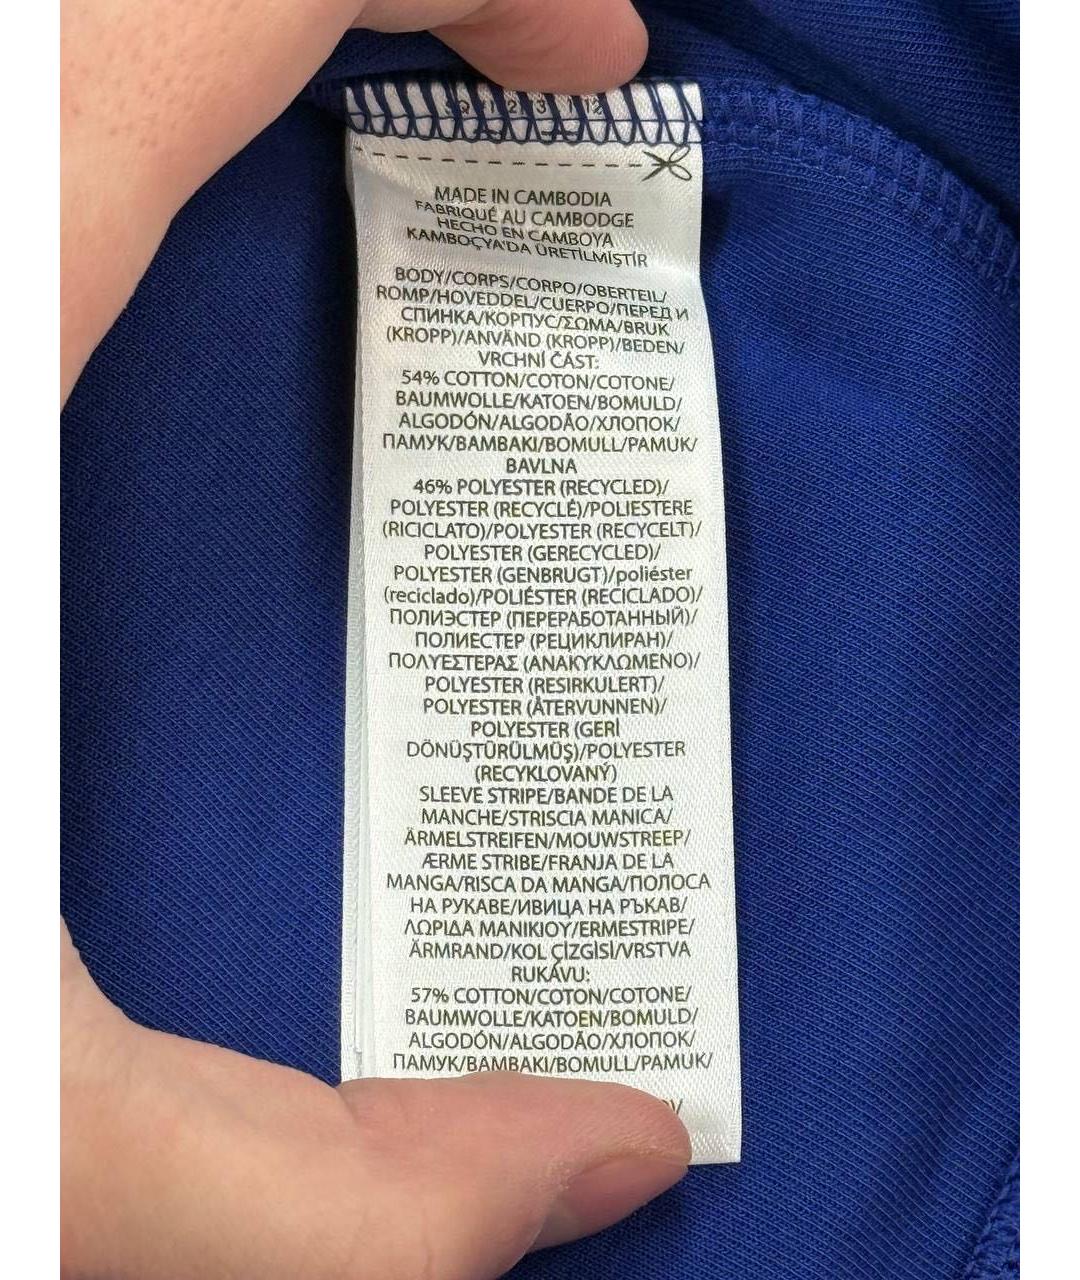 MADE IN CAMBODIA
FABRIQUÉ AU CAMBODGE
HECHO EN CAMBOYA
KAMBOÇYA'DA ÜRETİLMİŞTİR
BODY/CORPS/CORPO/OBERTEIL/
ROMP/HOVEDDEL/CUERPO/ПЕРЕД И
СПИНКА/КОРПУС/ΣΩΜΑ/BRUK
(KROPP)/ANVÄND (KROPP)/BEDEN/
VRCHNÍ ČÁST:
54% COTTON/COTON/COTONE/
BAUMWOLLE/KATOEN/BOMULD/
ALGODÓN/ALGODÃO/ХЛОПОК/
ПАМУК/ΒΑΜΒΑΚΙ/BOMULL/PAMUK/
BAVLNA
46% POLYESTER (RECYCLED)/
POLYESTER (RECYCLÉ)/POLIESTERE
(RICICLATO)/POLYESTER (RECYCELT)/
POLYESTER (GERECYCLED)/
POLYESTER (GENBRUGT)/poliéster
(reciclado)/POLIÉSTER (RECICLADO)/
ПОЛИЭСТЕР (ПЕРЕРАБОТАННЫЙ)/
ПОЛИЕСТЕР (РЕЦИКЛИРАН)/
ΠΟΛΥΕΣΤΕΡΑΣ (ΑΝΑΚΥΚΛΩΜΕΝΟ)/
POLYESTER (RESIRKULERT)/
POLYESTER (ÅTERVUNNEN)/
POLYESTER (GERİ
DÖNÜŞTÜRÜLMÜŞ)/POLYESTER
(RECYKLOVANÝ)
SLEEVE STRIPE/BANDE DE LA
MANCHE/STRISCIA MANICA/
ÄRMELSTREIFEN/MOUWSTREEP/
ÆRME STRIBE/FRANJA DE LA
MANGA/RISCA DA MANGA/ПОЛОСА
НА РУКАВЕ/ИВИЦА НА РЪКАВ/
ΛΩΡΙΔΑ ΜΑΝΙΚΙΟΥ/ERMESTRIPE/
ÄRMRAND/KOL ÇİZGİSİ/VRSTVA
RUKÁVU:
57% COTTON/COTON/COTONE/
BAUMWOLLE/KATOEN/BOMULD/
ALGODÓN/ALGODÃO/ХЛОПОК/
ПАМУК/ΒΑΜΒΑΚΙ/BOMULL/PAMUK/